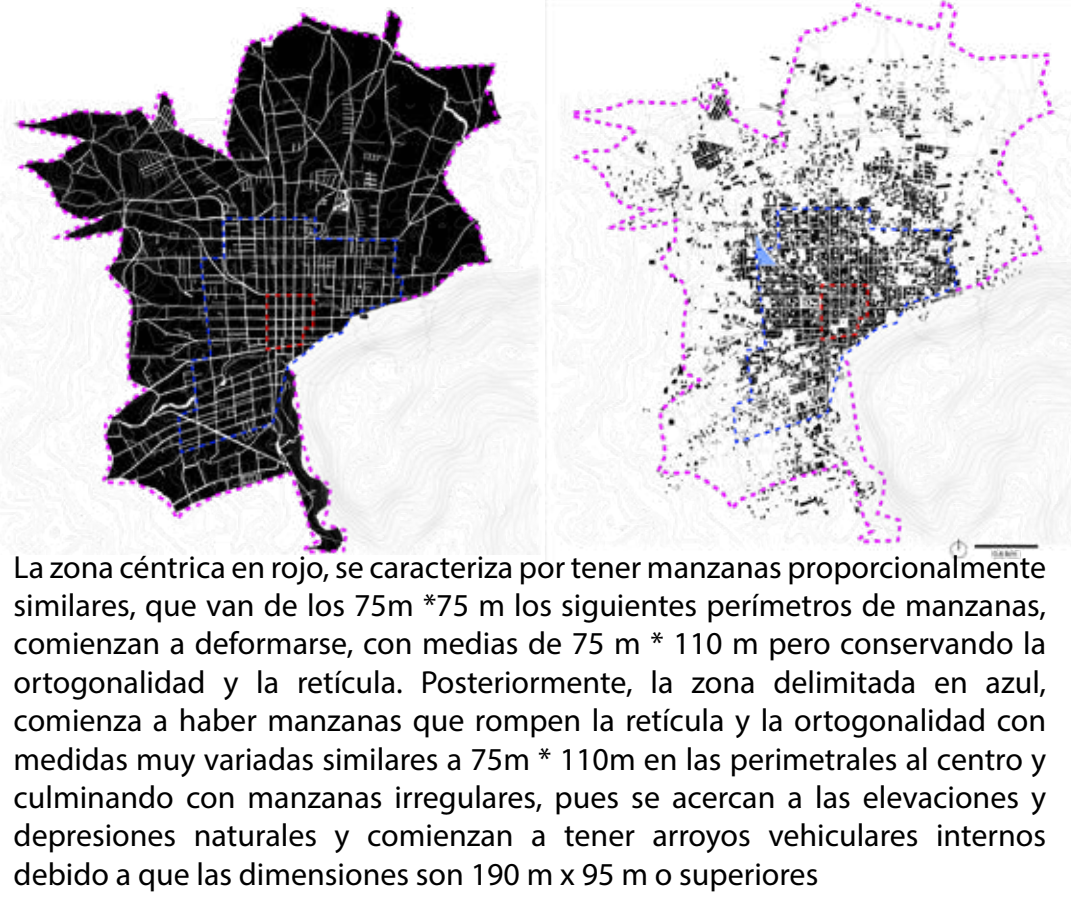 La zona céntrica en rojo, se caracteriza por tener manzanas proporcionalmente
similares, que van de los 75m *75 m los siguientes perímetros de manzanas,
comienzan a deformarse, con medias de 75 m * 110 m pero conservando la
ortogonalidad y la retícula. Posteriormente, la zona delimitada en azul,
comienza a haber manzanas que rompen la retícula y la ortogonalidad con
medidas muy variadas similares a 75m * 110m en las perimetrales al centro y
culminando con manzanas irregulares, pues se acercan a las elevaciones y
depresiones naturales y comienzan a tener arroyos vehiculares internos
debido a que las dimensiones son 190 m x 95 m o superiores